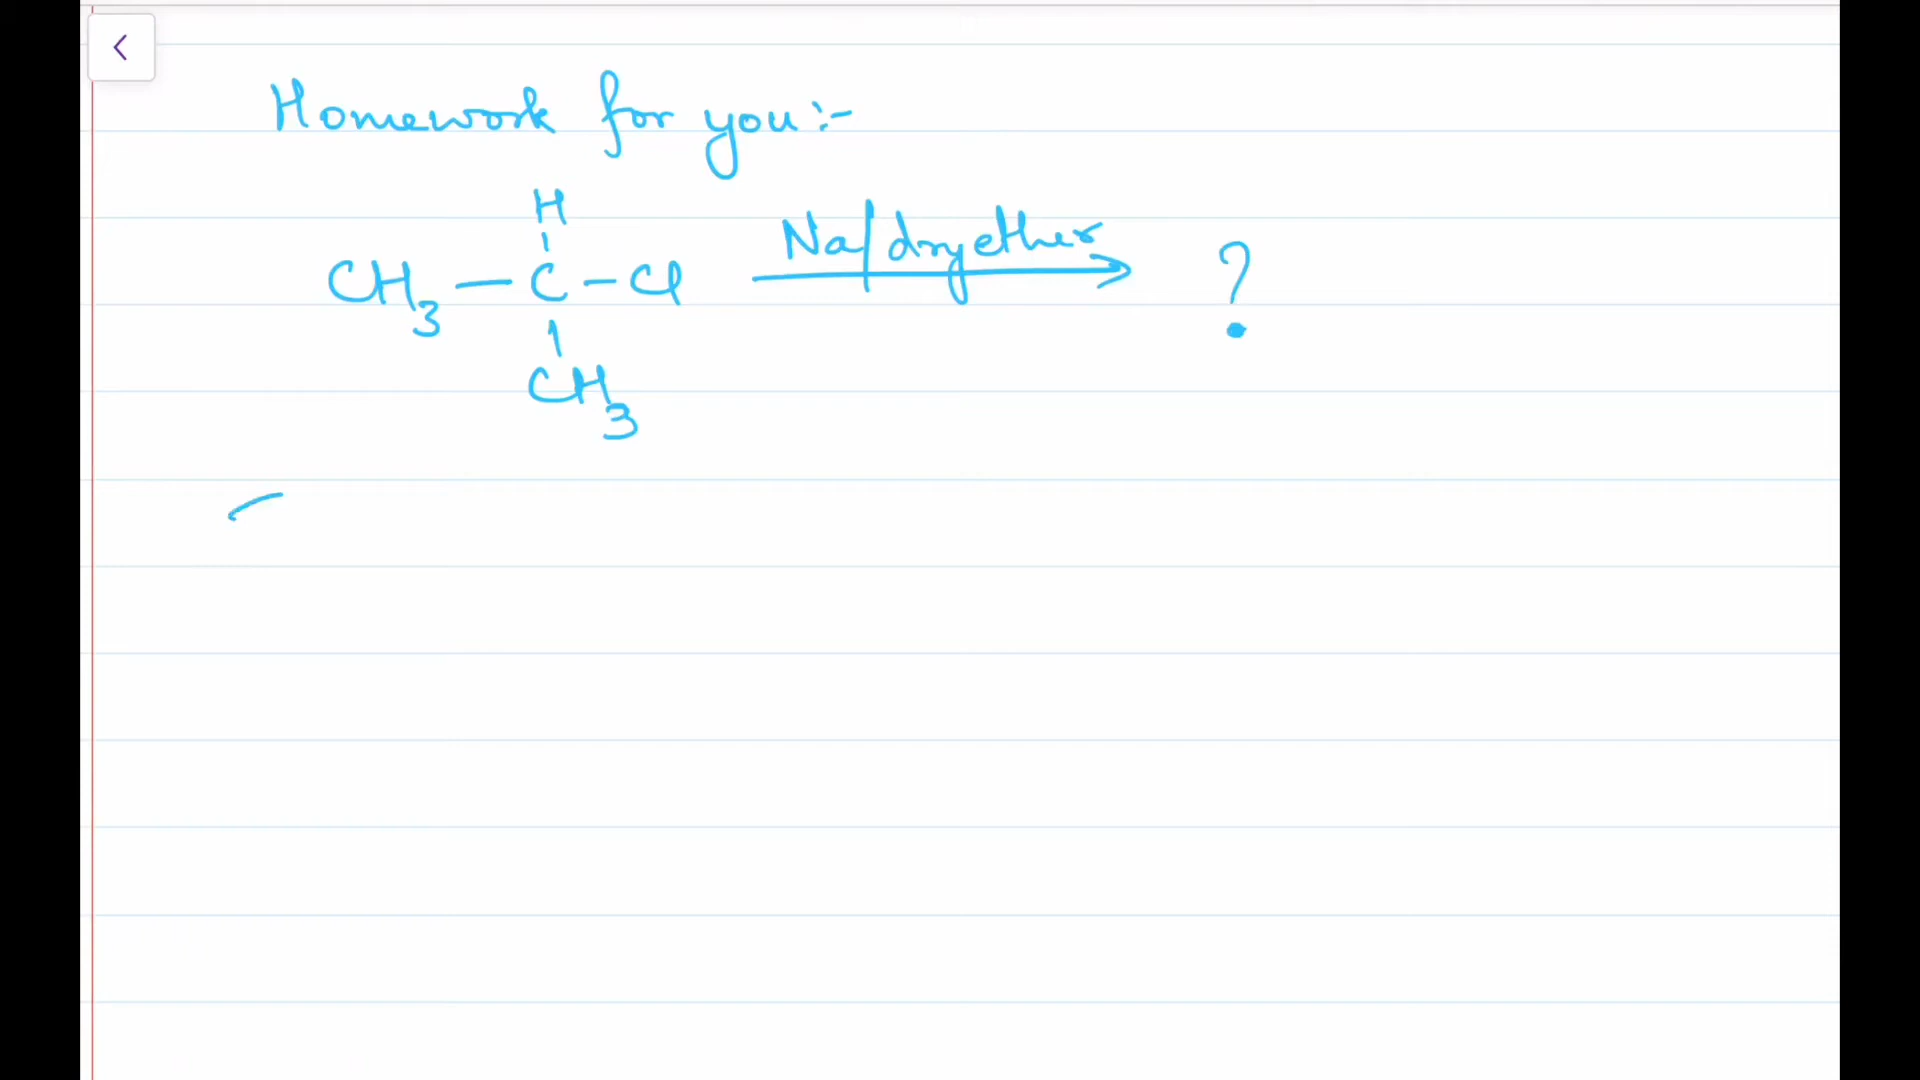 Homework for you:-
H
Na/dry ether
CH3 — C - Cl ?
CH3